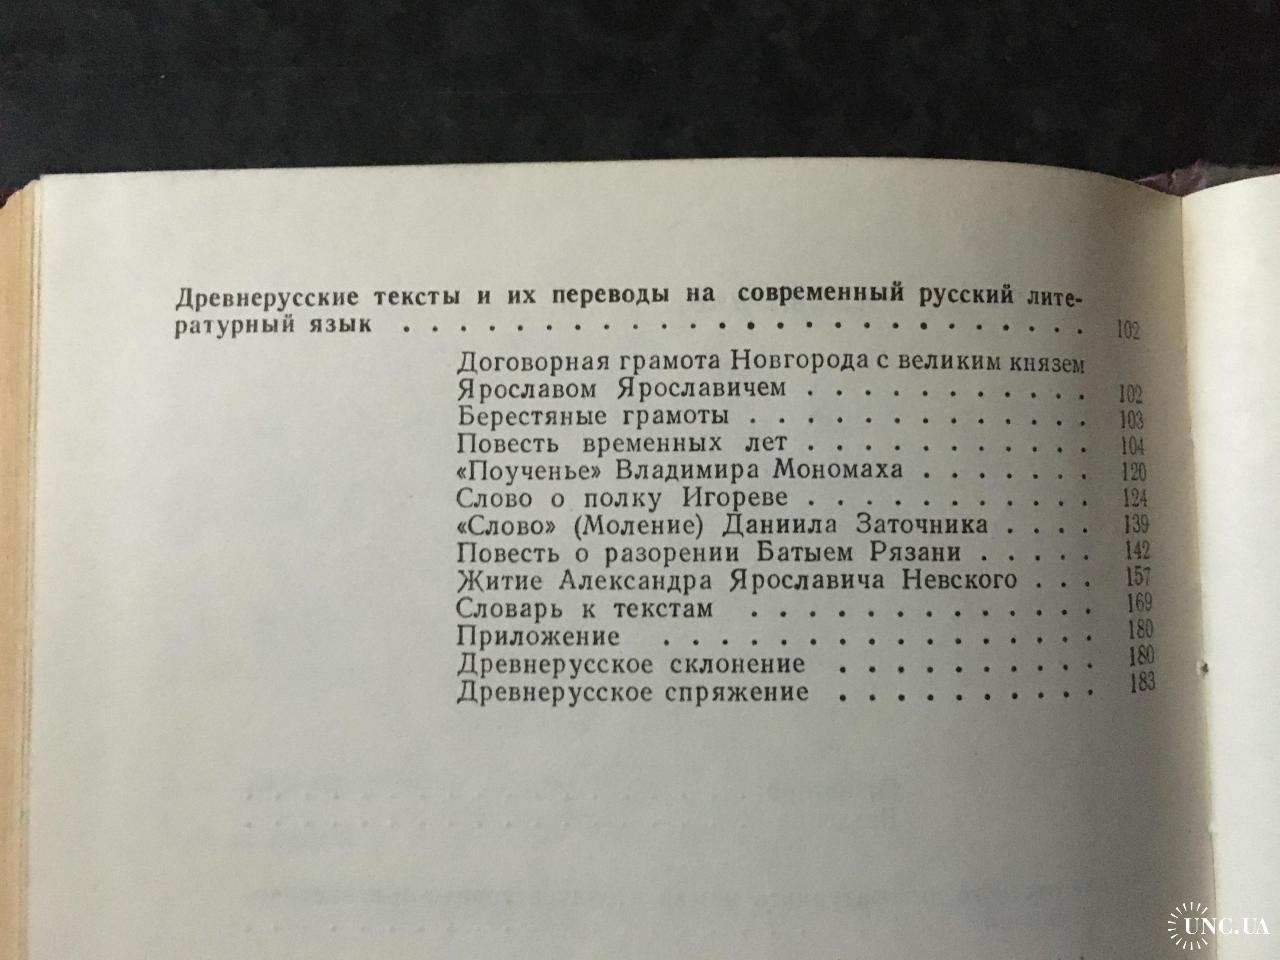 Древнерусские тексты и их переводы на современный русский лите-
ратурный язык . . . . . . . . . . . . . . . . . . . . . . . . 102
Договорная грамота Новгорода с великим князем
Ярославом Ярославичем . . . . . . . . . . 102
Берестяные грамоты . . . . . . . . . . . . 103
Повесть временных лет . . . . . . . . . . 104
«Поученье» Владимира Мономаха . . . . . . 120
Слово о полку Игореве . . . . . . . . . . 124
«Слово» (Моление) Даниила Заточника . . . . 139
Повесть о разорении Батыем Рязани . . . . . 142
Житие Александра Ярославича Невского . . . 157
Словарь к текстам . . . . . . . . . . . . 169
Приложение . . . . . . . . . . . . . . . 180
Древнерусское склонение . . . . . . . . . 180
Древнерусское спряжение . . . . . . . . . 183
UNC.UA